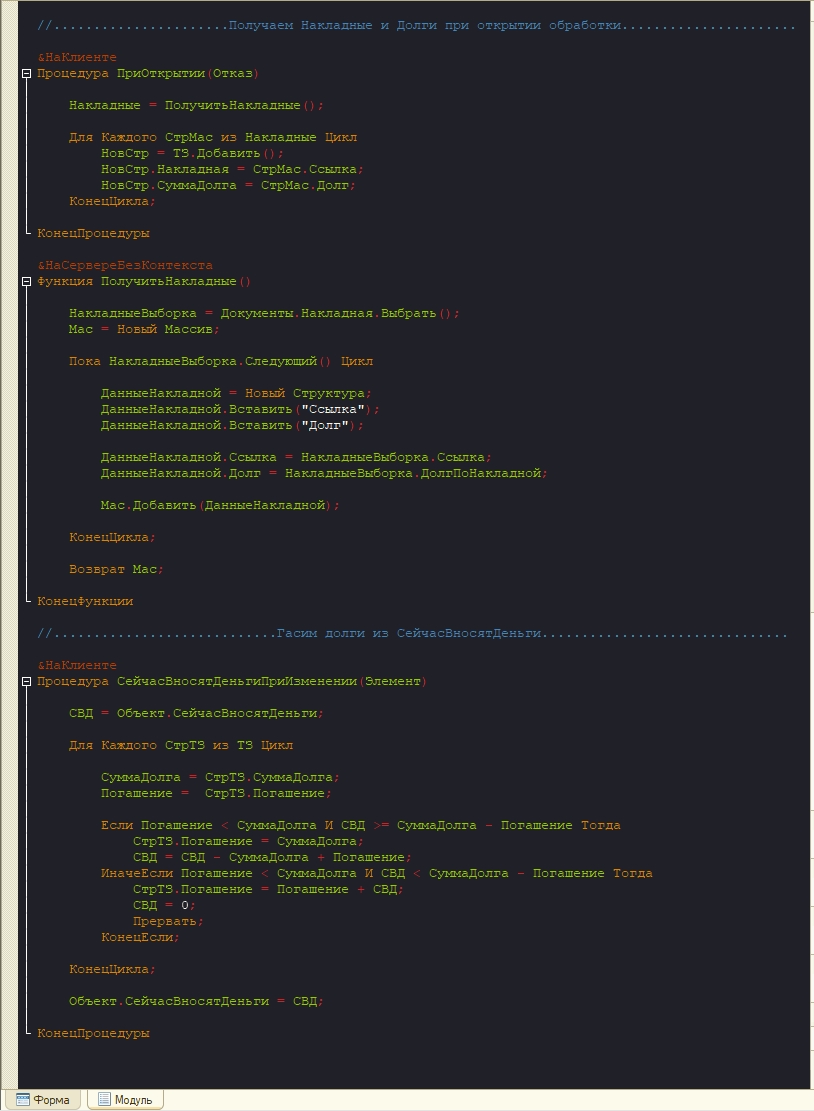 //......................Получаем Накладные и Долги при открытии обработки......................
&НаКлиенте
Процедура ПриОткрытии(Отказ)
Накладные = ПолучитьНакладные();
Для Каждого СтрМас из Накладные Цикл
НовСтр = ТЗ.Добавить();
НовСтр.Накладная = СтрМас.Ссылка;
НовСтр.СуммаДолга = СтрМас.Долг;
КонецЦикла;
КонецПроцедуры
&НаСервереБезКонтекста
Функция ПолучитьНакладные()
НакладныеВыборка = Документы.Накладная.Выбрать();
Мас = Новый Массив;
Пока НакладныеВыборка.Следующий() Цикл
ДанныеНакладной = Новый Структура;
ДанныеНакладной.Вставить("Ссылка");
ДанныеНакладной.Вставить("Долг");
ДанныеНакладной.Ссылка = НакладныеВыборка.Ссылка;
ДанныеНакладной.Долг = НакладныеВыборка.ДолгПоНакладной;
Мас.Добавить(ДанныеНакладной);
КонецЦикла;
Возврат Мас;
КонецФункции
//............................Гасим долги из СейчасВносятДеньги...............................
&НаКлиенте
Процедура СейчасВносятДеньгиПриИзменении(Элемент)
СВД = Объект.СейчасВносятДеньги;
Для Каждого СтрТЗ из ТЗ Цикл
СуммаДолга = СтрТЗ.СуммаДолга;
Погашение =  СтрТЗ.Погашение;
Если Погашение < СуммаДолга И СВД >= СуммаДолга - Погашение Тогда
СтрТЗ.Погашение = СуммаДолга;
СВД = СВД - СуммаДолга + Погашение;
ИначеЕсли Погашение < СуммаДолга И СВД < СуммаДолга - Погашение Тогда
СтрТЗ.Погашение = Погашение + СВД;
СВД = 0;
Прервать;
КонецЕсли;
КонецЦикла;
Объект.СейчасВносятДеньги = СВД;
КонецПроцедуры
Форма Модуль